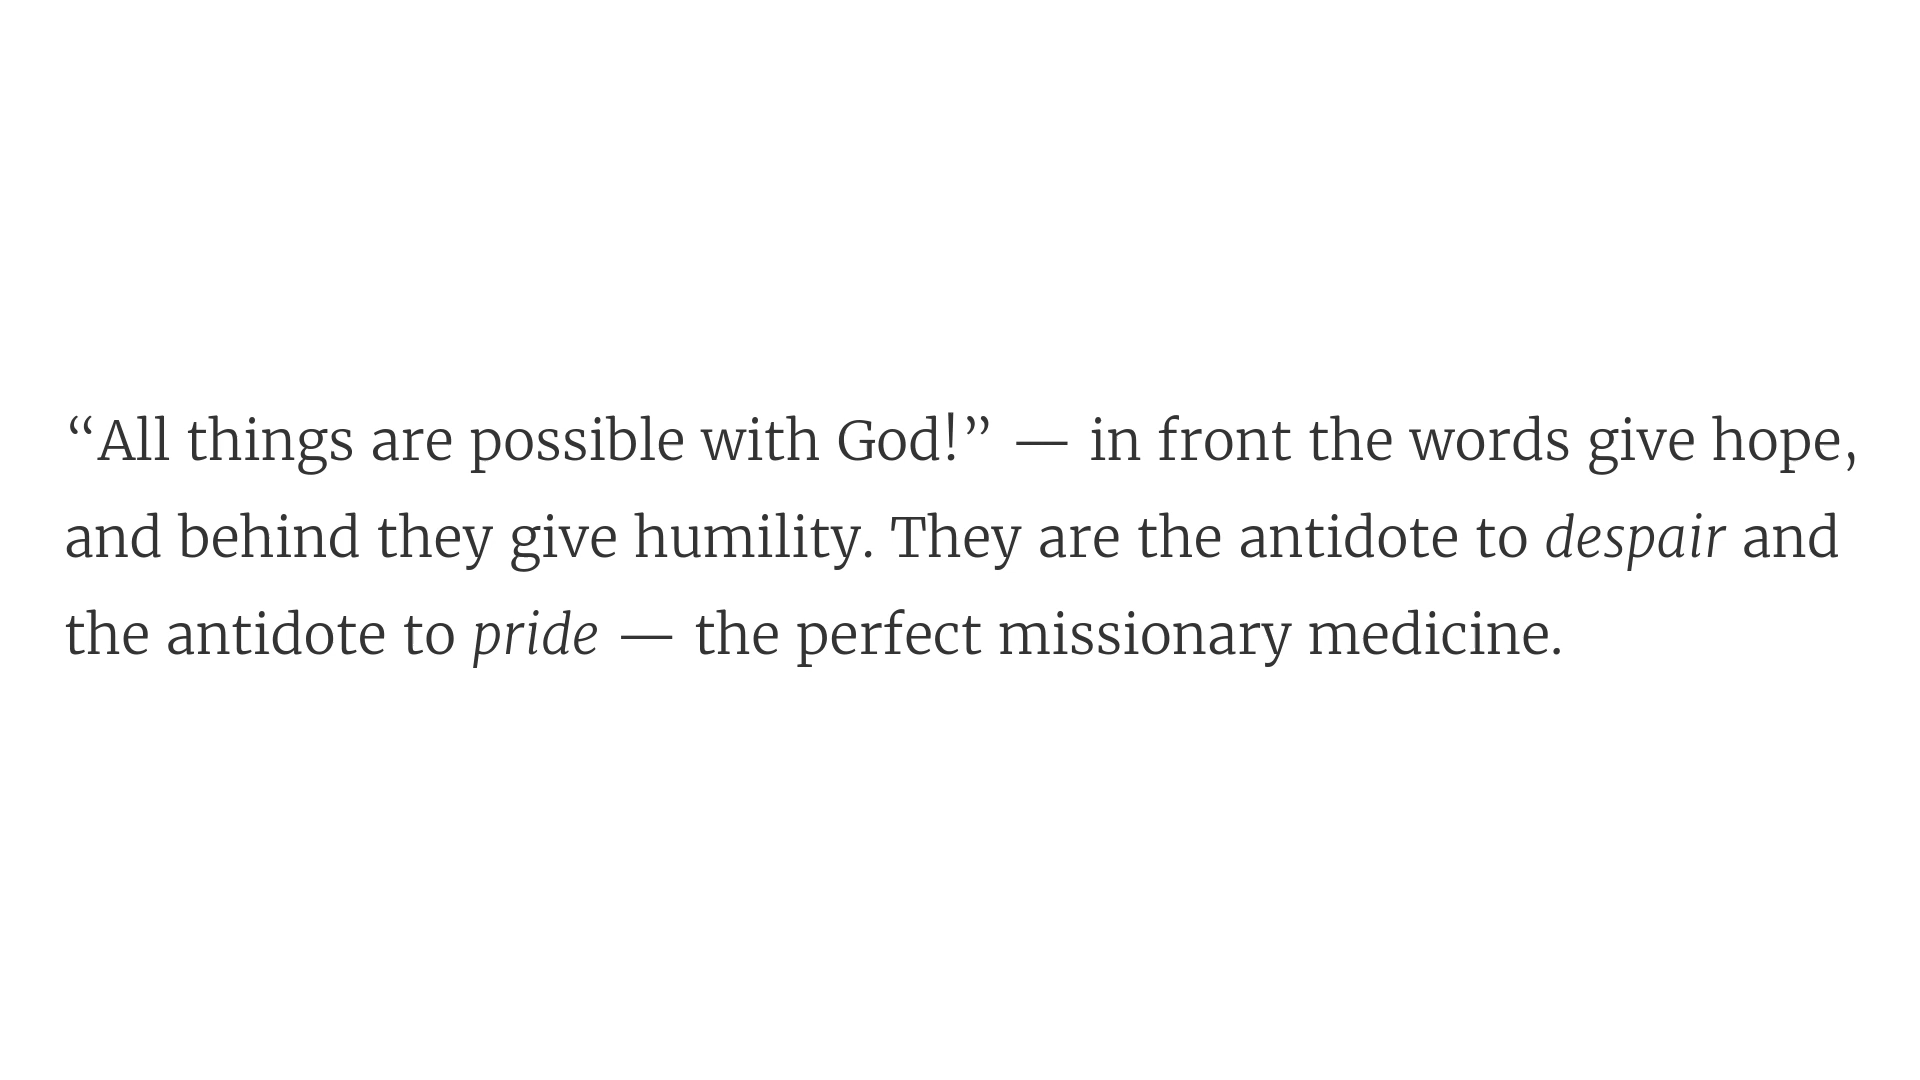 “All things are possible with God!” — in front the words give hope,
and behind they give humility. They are the antidote to despair and
the antidote to pride — the perfect missionary medicine.